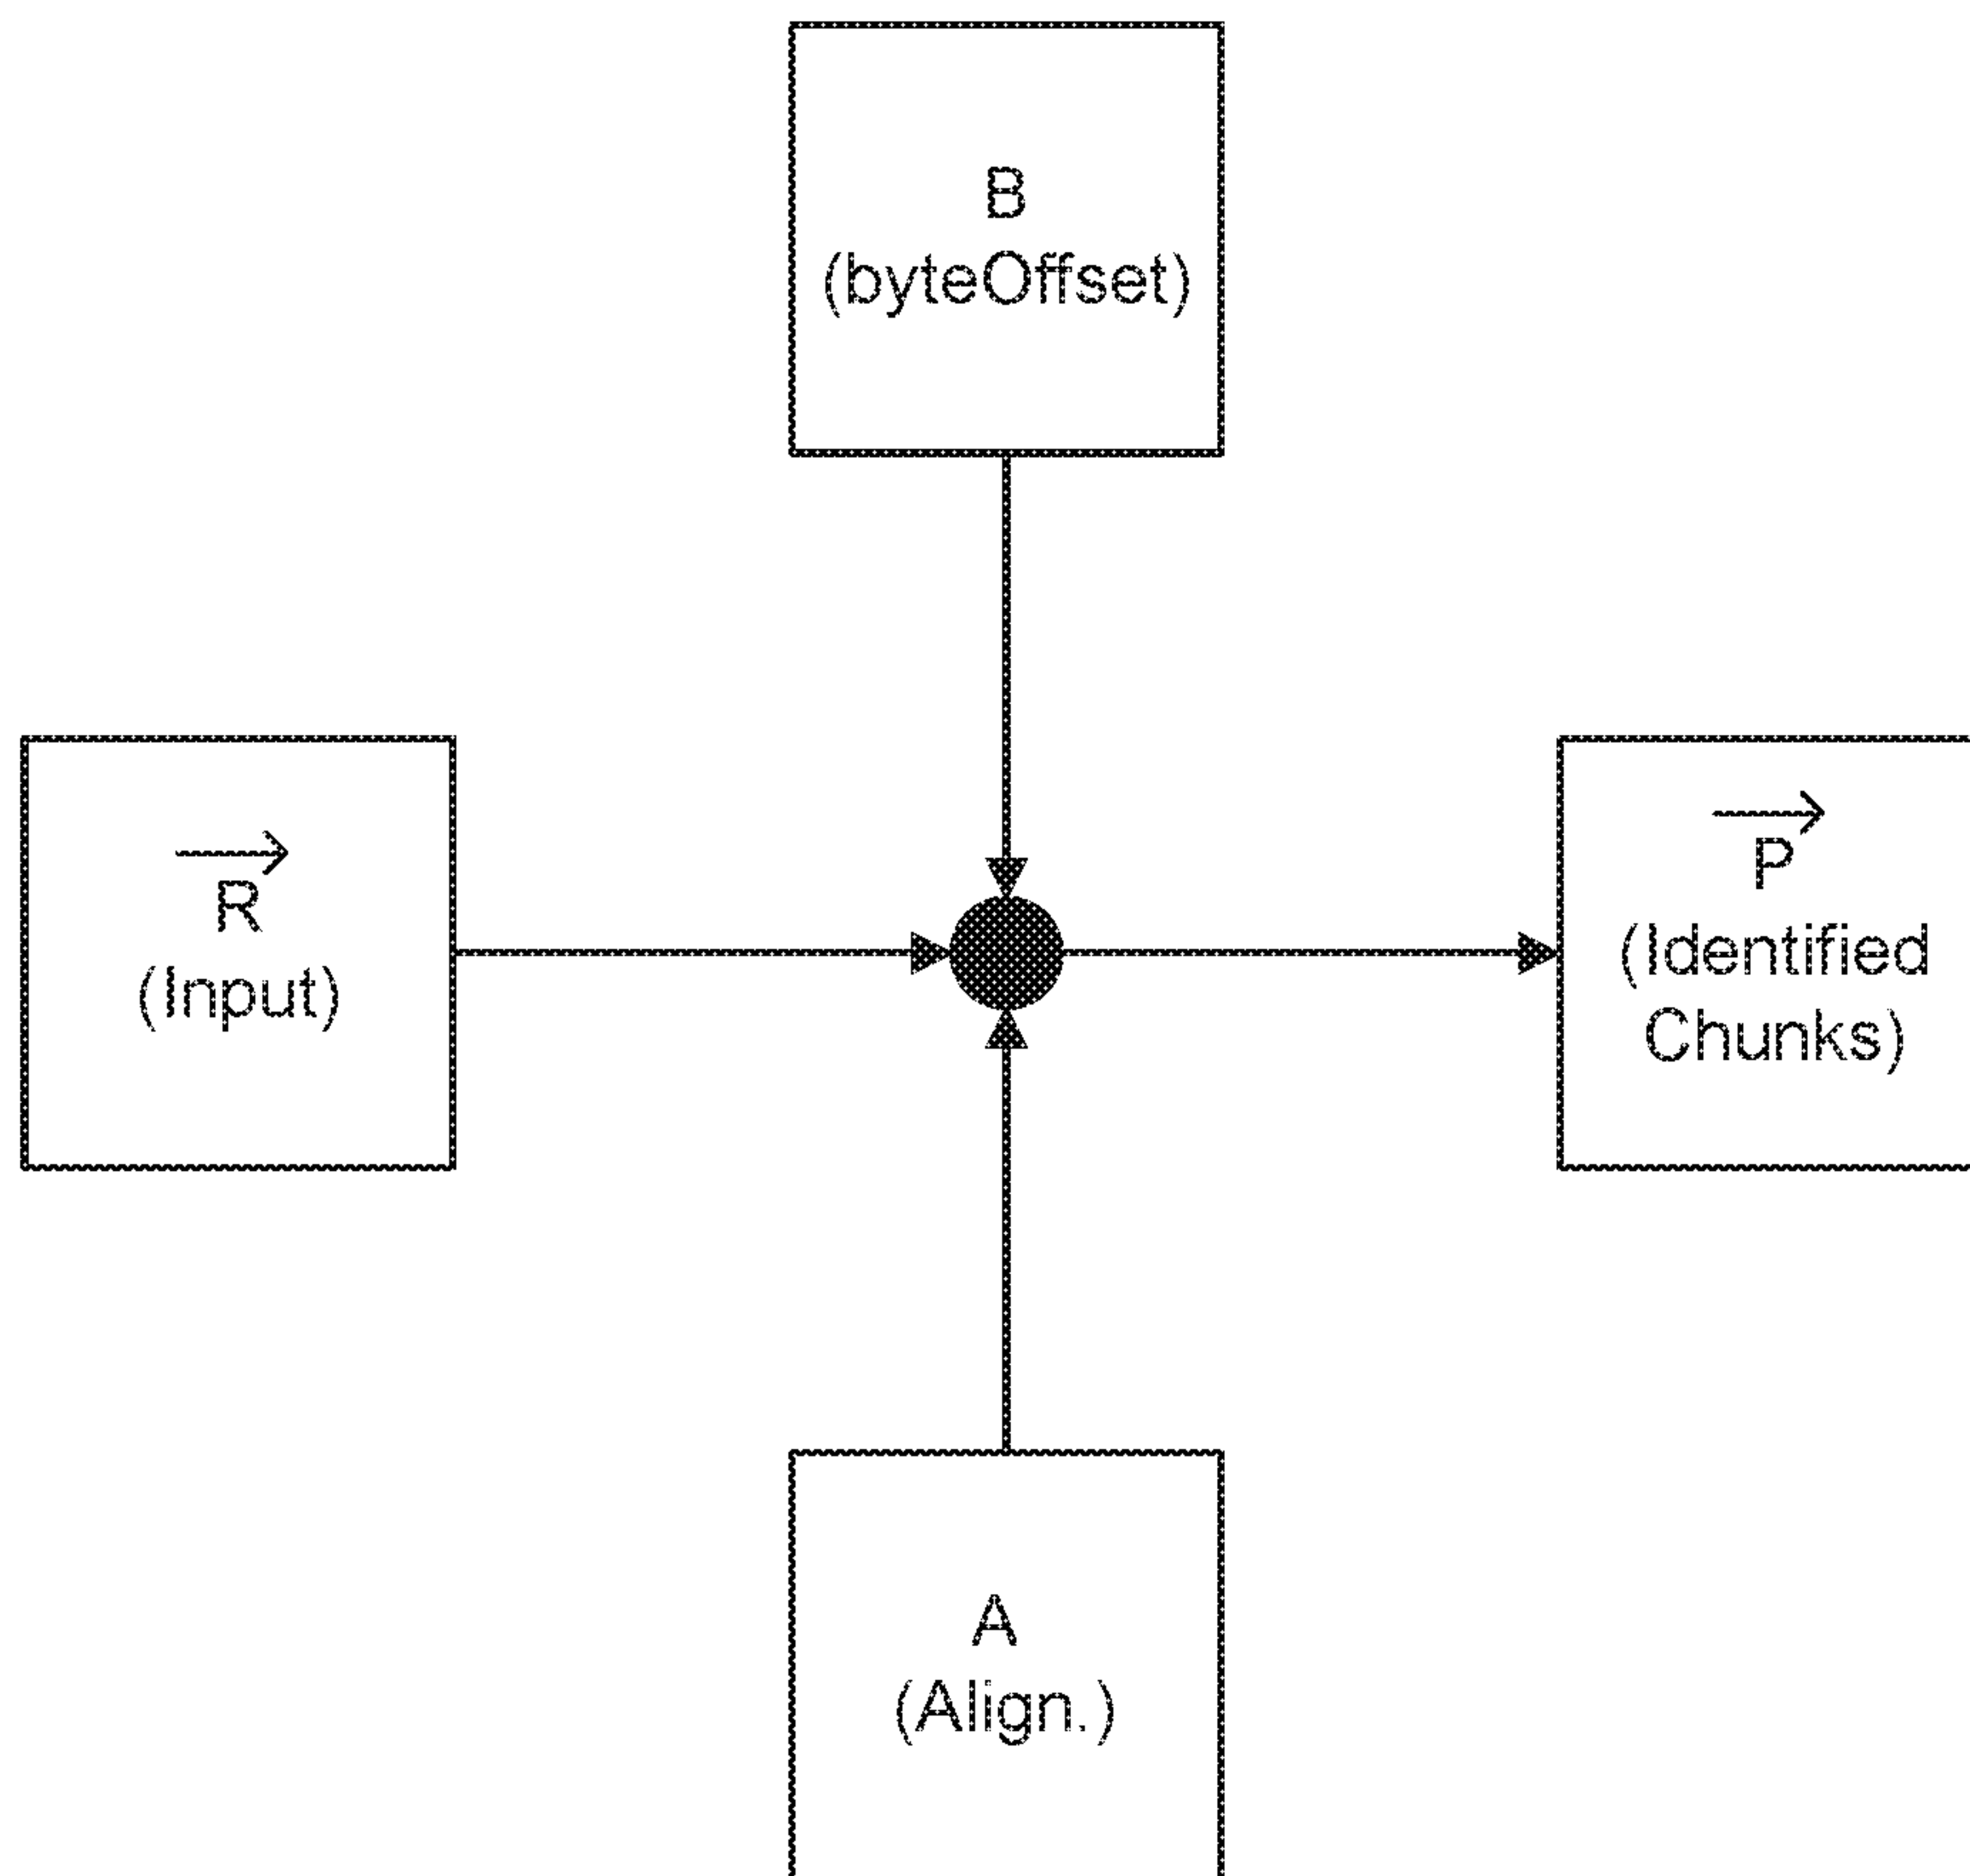 B
(byteOffset)
R
(Input)
P
(Identified
Chunks)
A
(Align.)